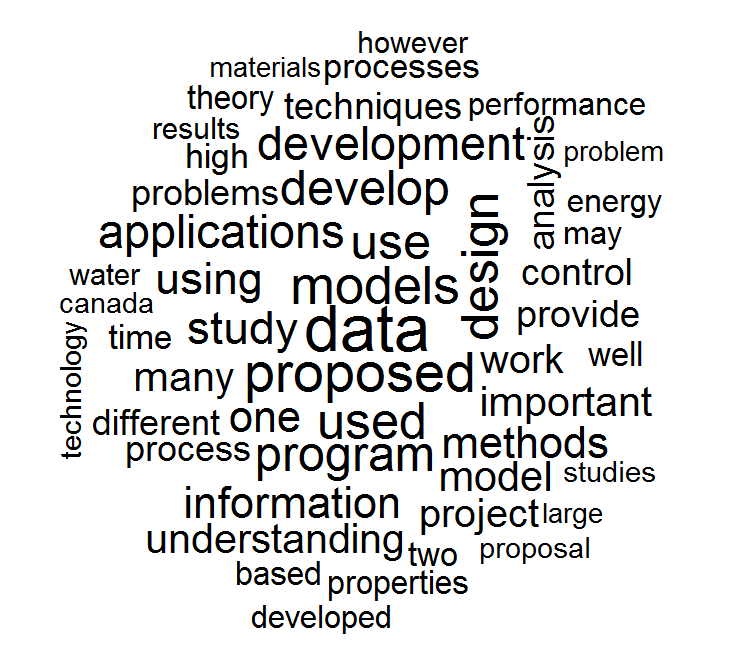 however
materials processes
theory techniques performance
results
high development analysis problem
problems develop design energy
applications use may
water using models control
canada
technology time study data provide
many proposed work well
different one used important
process program methods
model studies
information project large
understanding two proposal
based properties
developed